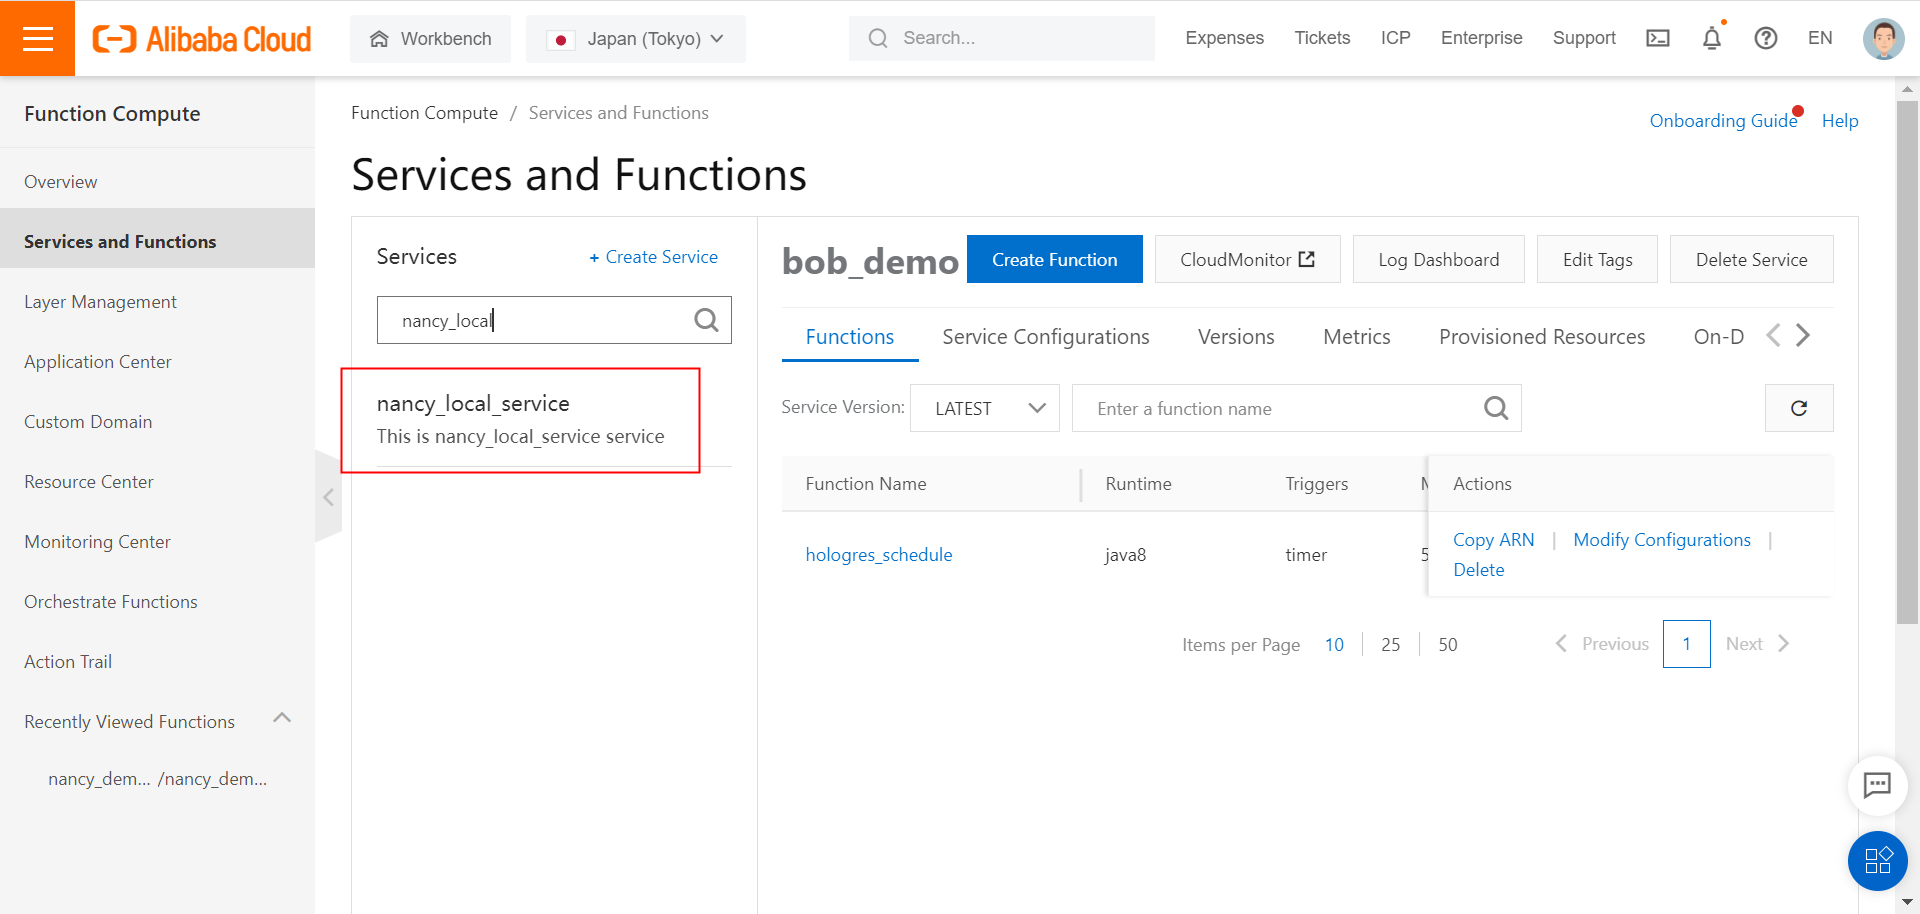 Alibaba Cloud
Workbench
Japan (Tokyo)
Search...
Expenses
Tickets
ICP
Enterprise
Support
EN
Function Compute
Overview
Services and Functions
Layer Management
Application Center
Custom Domain
Resource Center
Monitoring Center
Orchestrate Functions
Action Trail
Recently Viewed Functions
nancy_dem... /nancy_dem...
Function Compute / Services and Functions
Onboarding Guide
Help
Services and Functions
Services
+ Create Service
nancy_local
nancy_local_service
This is nancy_local_service service
bob_demo
Create Function
CloudMonitor
Log Dashboard
Edit Tags
Delete Service
Functions
Service Configurations
Versions
Metrics
Provisioned Resources
On-D
Service Version:
LATEST
Enter a function name
Function Name
Runtime
Triggers
Actions
hologres_schedule
java8
timer
5
Copy ARN | Modify Configurations |
Delete
Items per Page 10 | 25 | 50
Previous
1
Next